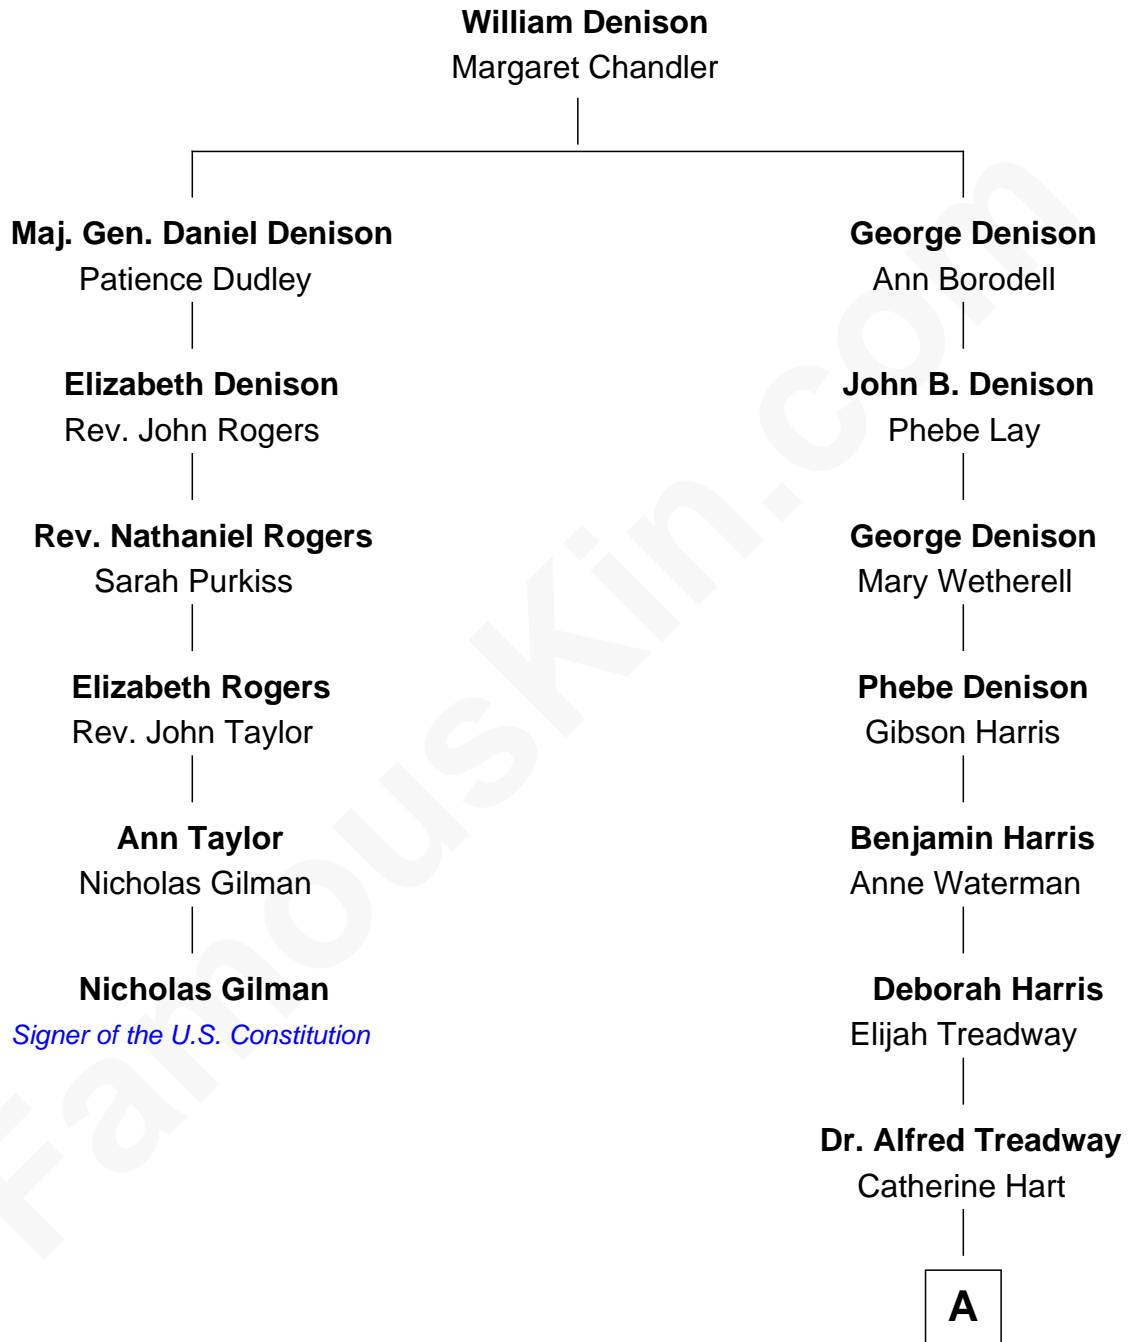 William Denison
Margaret Chandler
Maj. Gen. Daniel Denison
Patience Dudley
George Denison
Ann Borodell
Elizabeth Denison
Rev. John Rogers
John B. Denison
Phebe Lay
Rev. Nathaniel Rogers
Sarah Purkiss
George Denison
Mary Wetherell
Elizabeth Rogers
Rev. John Taylor
Phebe Denison
Gibson Harris
Ann Taylor
Nicholas Gilman
Benjamin Harris
Anne Waterman
Nicholas Gilman
Signer of the U.S. Constitution
Deborah Harris
Elijah Treadway
Dr. Alfred Treadway
Catherine Hart
A
FamousKin.com